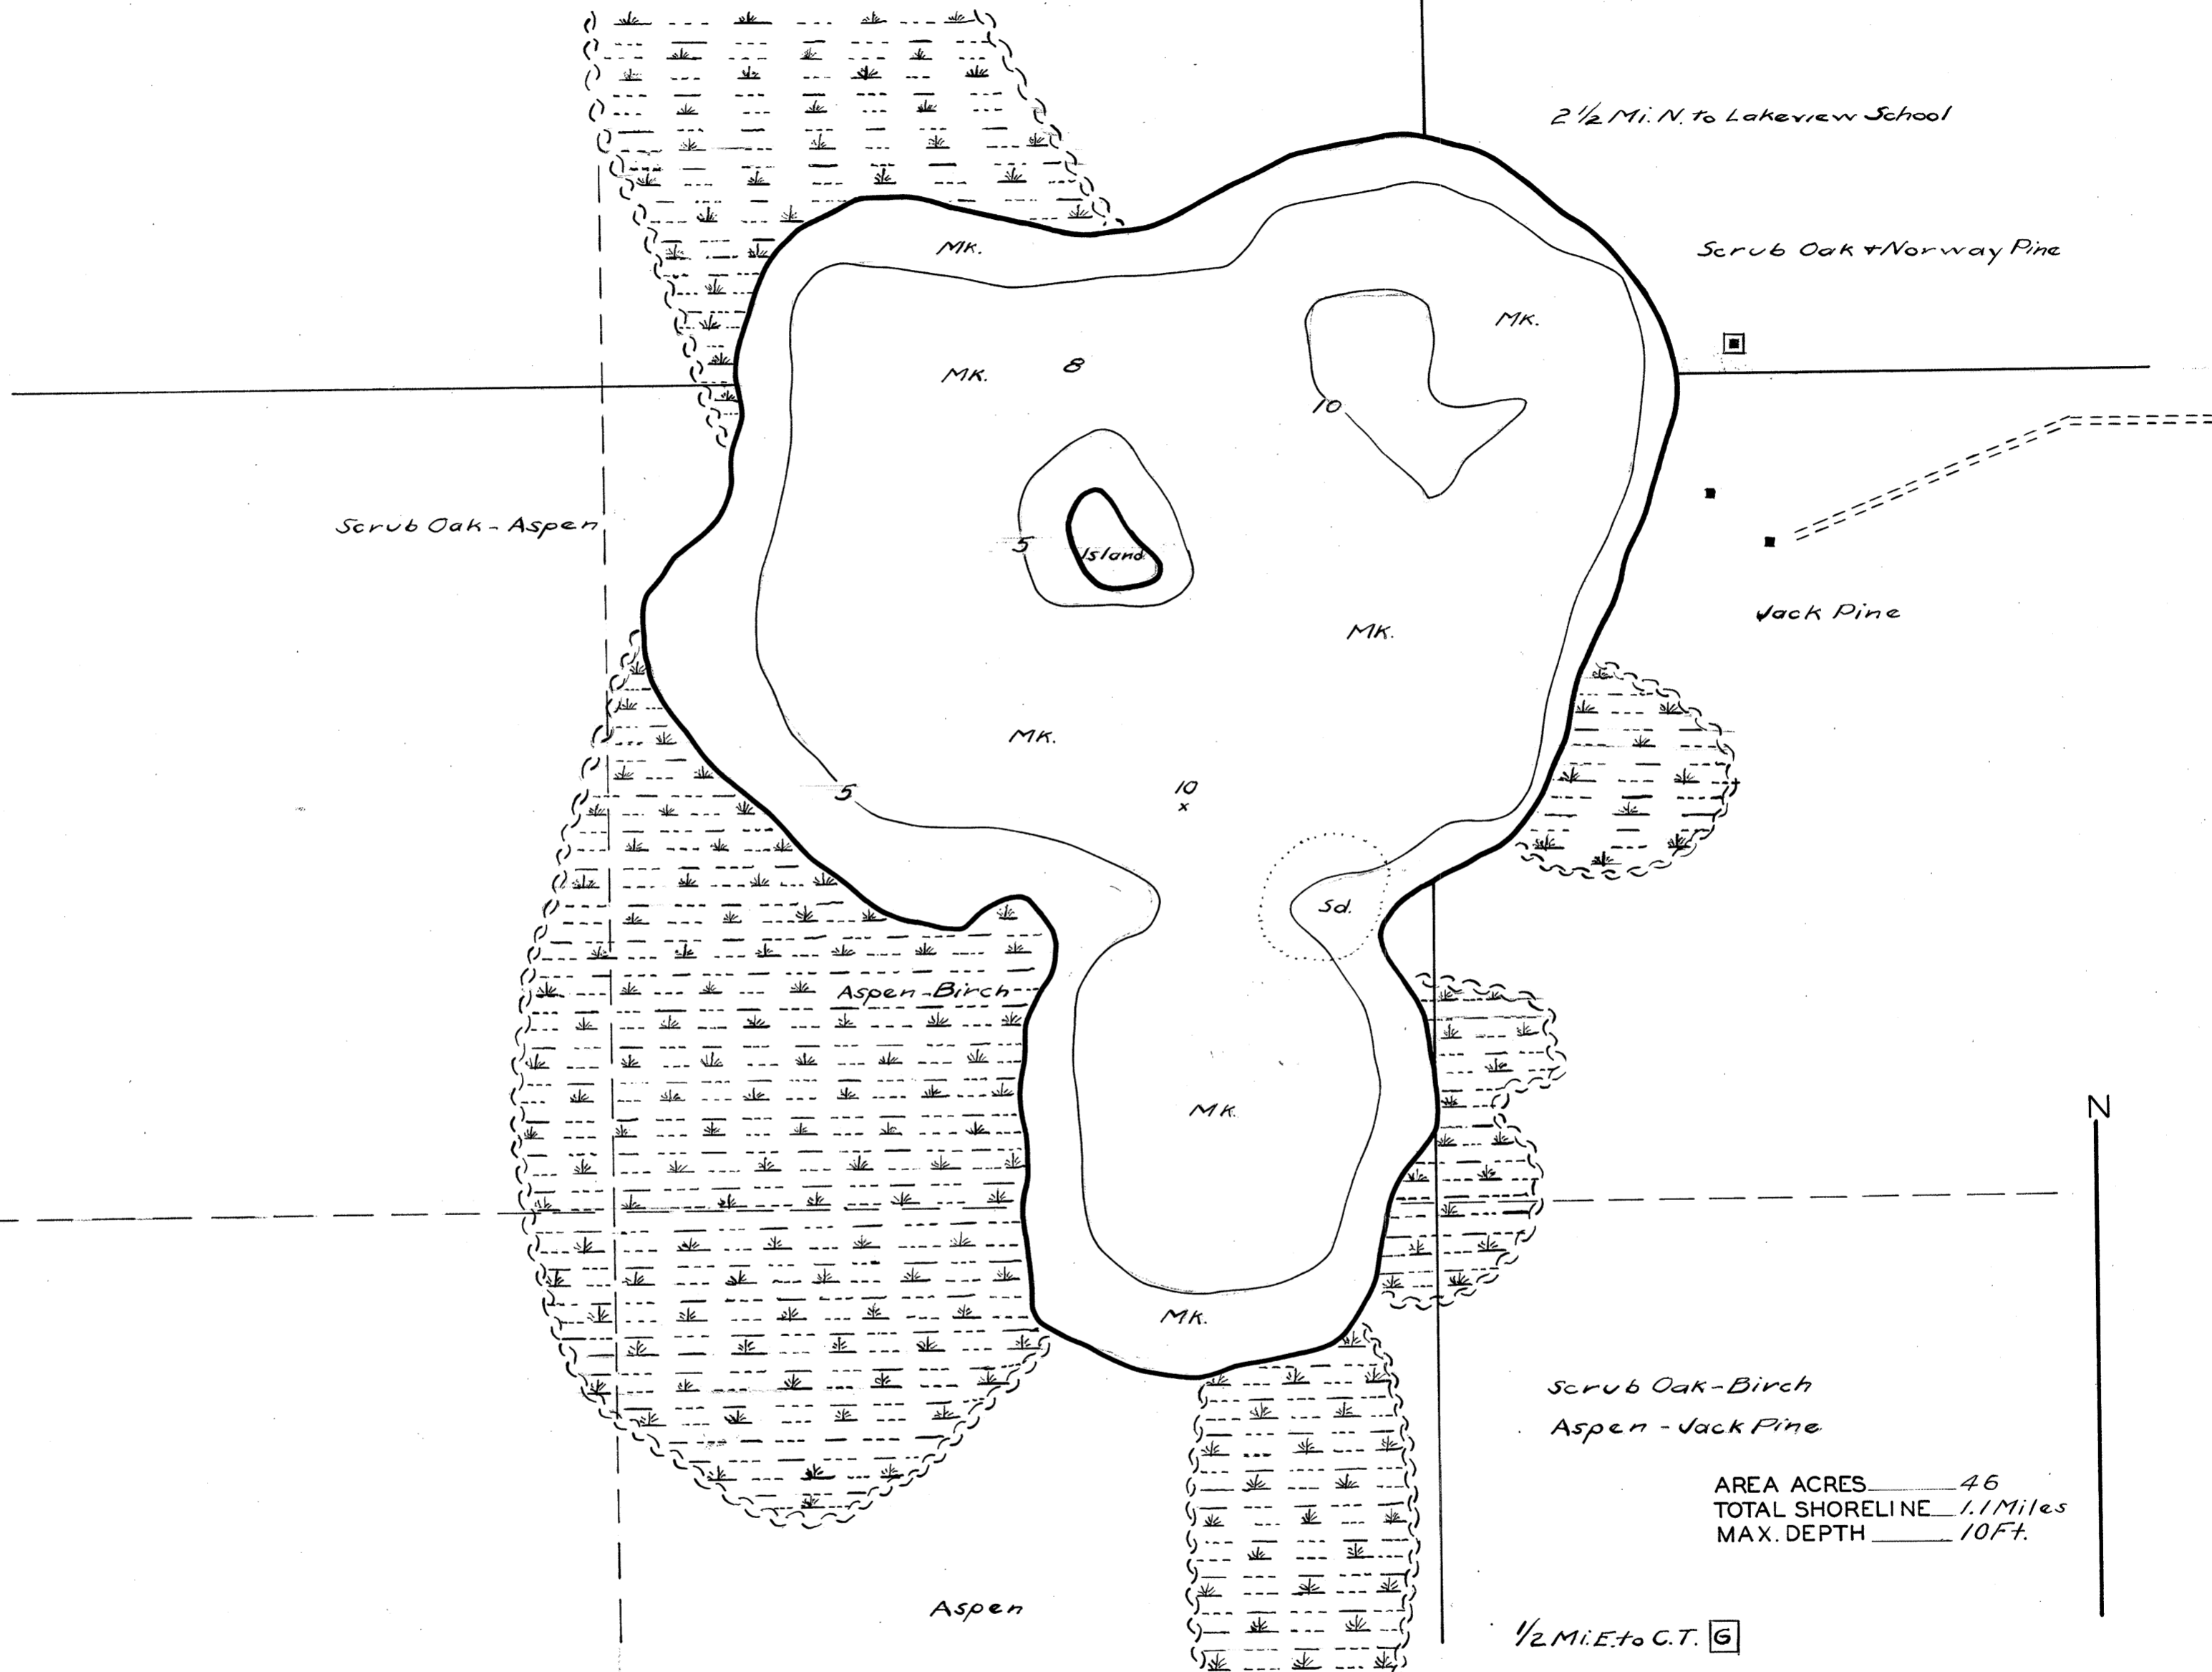 2 1/2 Mi. N. to Lakeview School
Mk.
Scrub Oak + Norway Pine
Mk.
Mk.
8
10
Scrub Oak - Aspen
5
Island
Jack Pine
Mk.
Mk.
5
10
x
Sd.
Aspen - Birch
Mk.
N
Mk.
Scrub Oak - Birch
Aspen - Jack Pine
AREA ACRES 46
TOTAL SHORELINE 1.1 Miles
MAX. DEPTH 10 Ft.
Aspen
1/2 Mi. E. to C.T. G